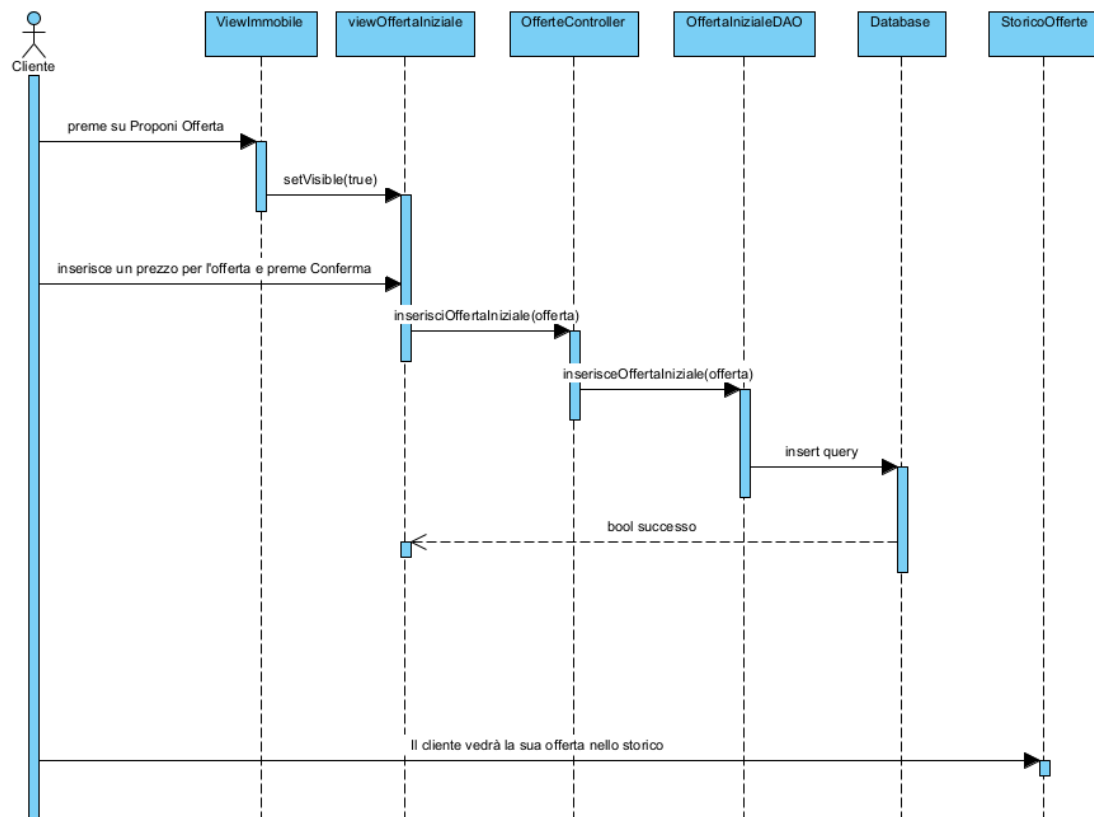 ViewImmobile
viewOffertaIniziale
OfferteController
OffertaInizialeDAO
Database
StoricoOfferte
Cliente
preme su Proponi Offerta
setVisible(true)
inserisce un prezzo per l'offerta e preme Conferma
inserisciOffertaIniziale(offerta)
inserisceOffertaIniziale(offerta)
insert query
bool successo
Il cliente vedrà la sua offerta nello storico